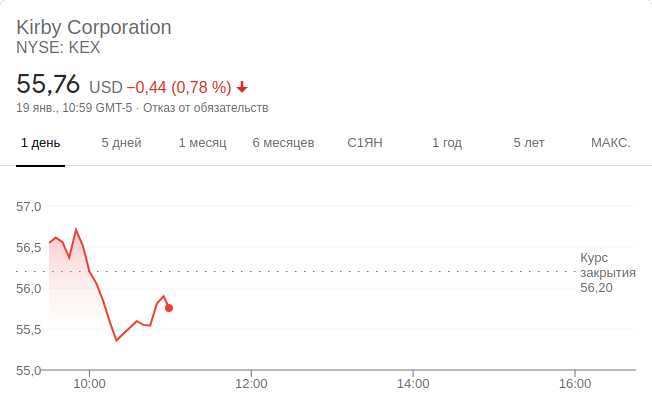 Kirby Corporation
NYSE: KEX
55,76 USD −0,44 (0,78 %)
19 янв., 10:59 GMT-5 · Отказ от обязательств
1 день 5 дней 1 месяц 6 месяцев С1ЯН 1 год 5 лет МАКС.
57,0
56,5
Курс
закрытия
56,20
56,0
55,5
55,0
10:00 12:00 14:00 16:00